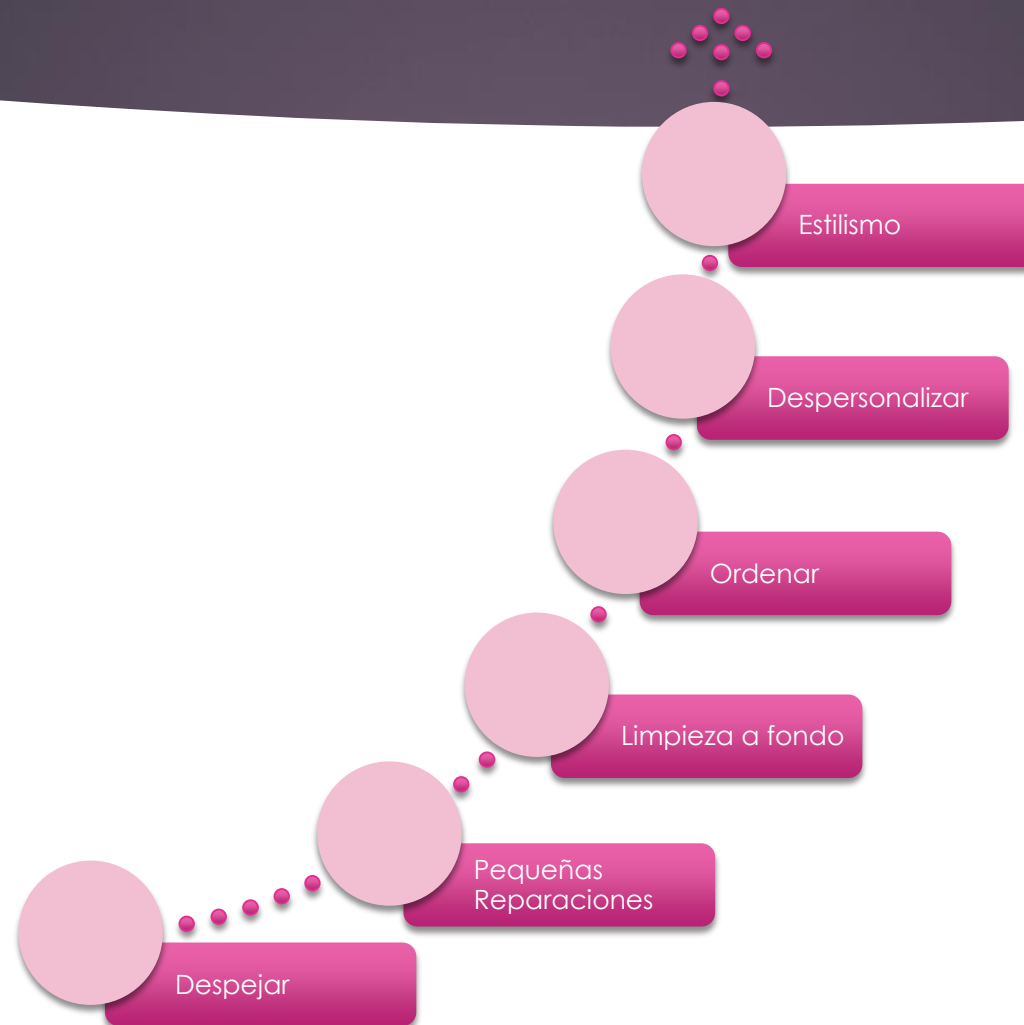 Estilismo
Despersonalizar
Ordenar
Limpieza a fondo
Pequeñas
Reparaciones
Despejar